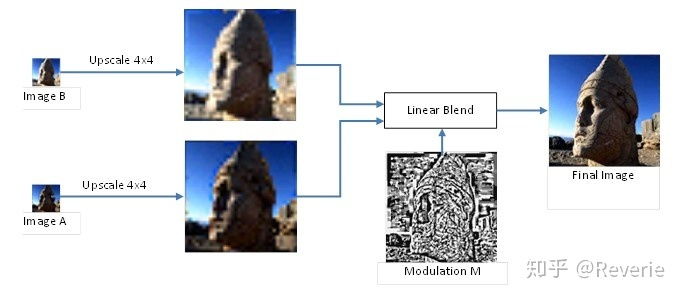 Upscale 4x4
Image B
Linear Blend
Upscale 4x4
Image A
Final Image
Modulation M
知乎 @Reverie